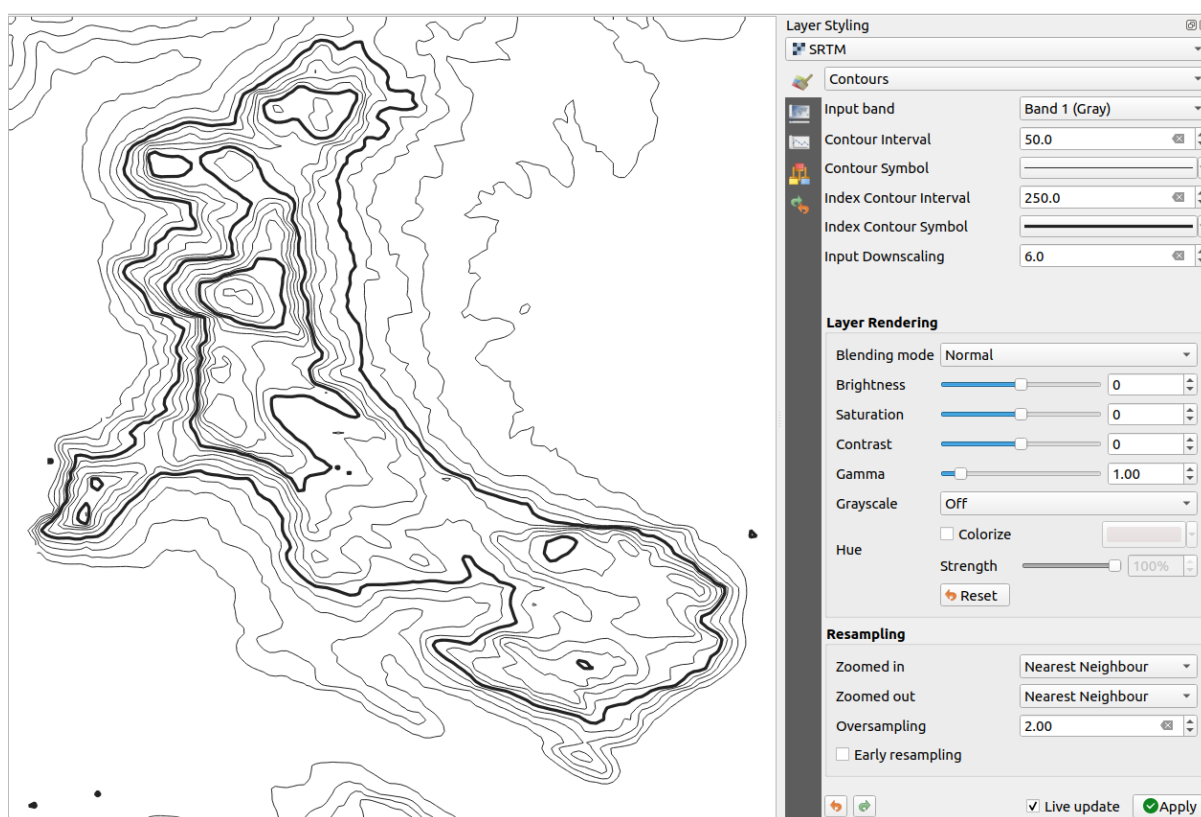 Layer Styling
SRTM
Contours
Input band Band 1 (Gray)
Contour Interval 50.0
Contour Symbol
Index Contour Interval 250.0
Index Contour Symbol
Input Downscaling 6.0
Layer Rendering
Blending mode Normal
Brightness 0
Saturation 0
Contrast 0
Gamma 1.00
Grayscale Off
Colorize
Hue
Strength 100%
Reset
Resampling
Zoomed in Nearest Neighbour
Zoomed out Nearest Neighbour
Oversampling 2.00
Early resampling
Live update Apply